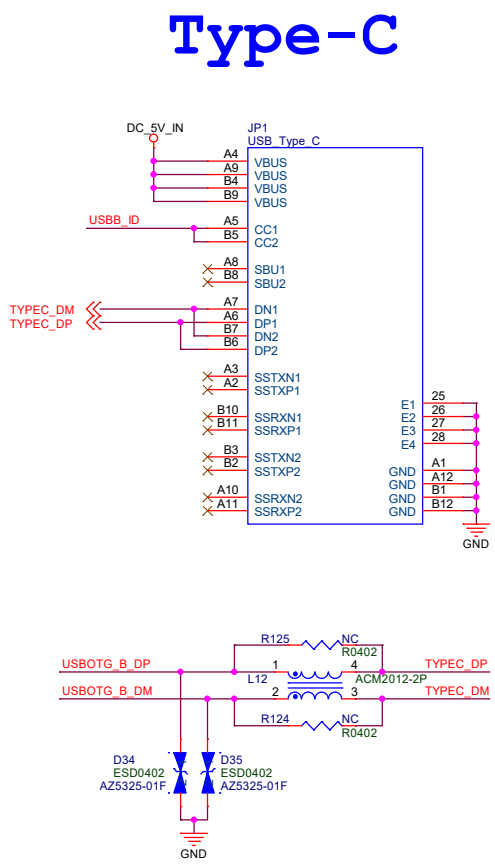 Type-C
DC_5V_IN
JP1
USB_Type_C
A4 VBUS
A9 VBUS
B4 VBUS
B9 VBUS
USBB_ID
A5 CC1
B5 CC2
A8 SBU1
B8 SBU2
TYPEC_DM
A7 DN1
TYPEC_DP
A6 DP1
B7 DN2
B6 DP2
A3 SSTXN1
A2 SSTXP1
B10 SSRXN1
B11 SSRXP1
B3 SSTXN2
B2 SSTXP2
A10 SSRXN2
A11 SSRXP2
E1 25
E2 26
E3 27
E4 28
GND A1
GND A12
GND B1
GND B12
GND
R125 NC
R0402
USBOTG_B_DP 1 4 TYPEC_DP
L12 ACM2012-2P
USBOTG_B_DM 2 3 TYPEC_DM
R124 NC
R0402
D34
ESD0402
AZ5325-01F
D35
ESD0402
AZ5325-01F
GND